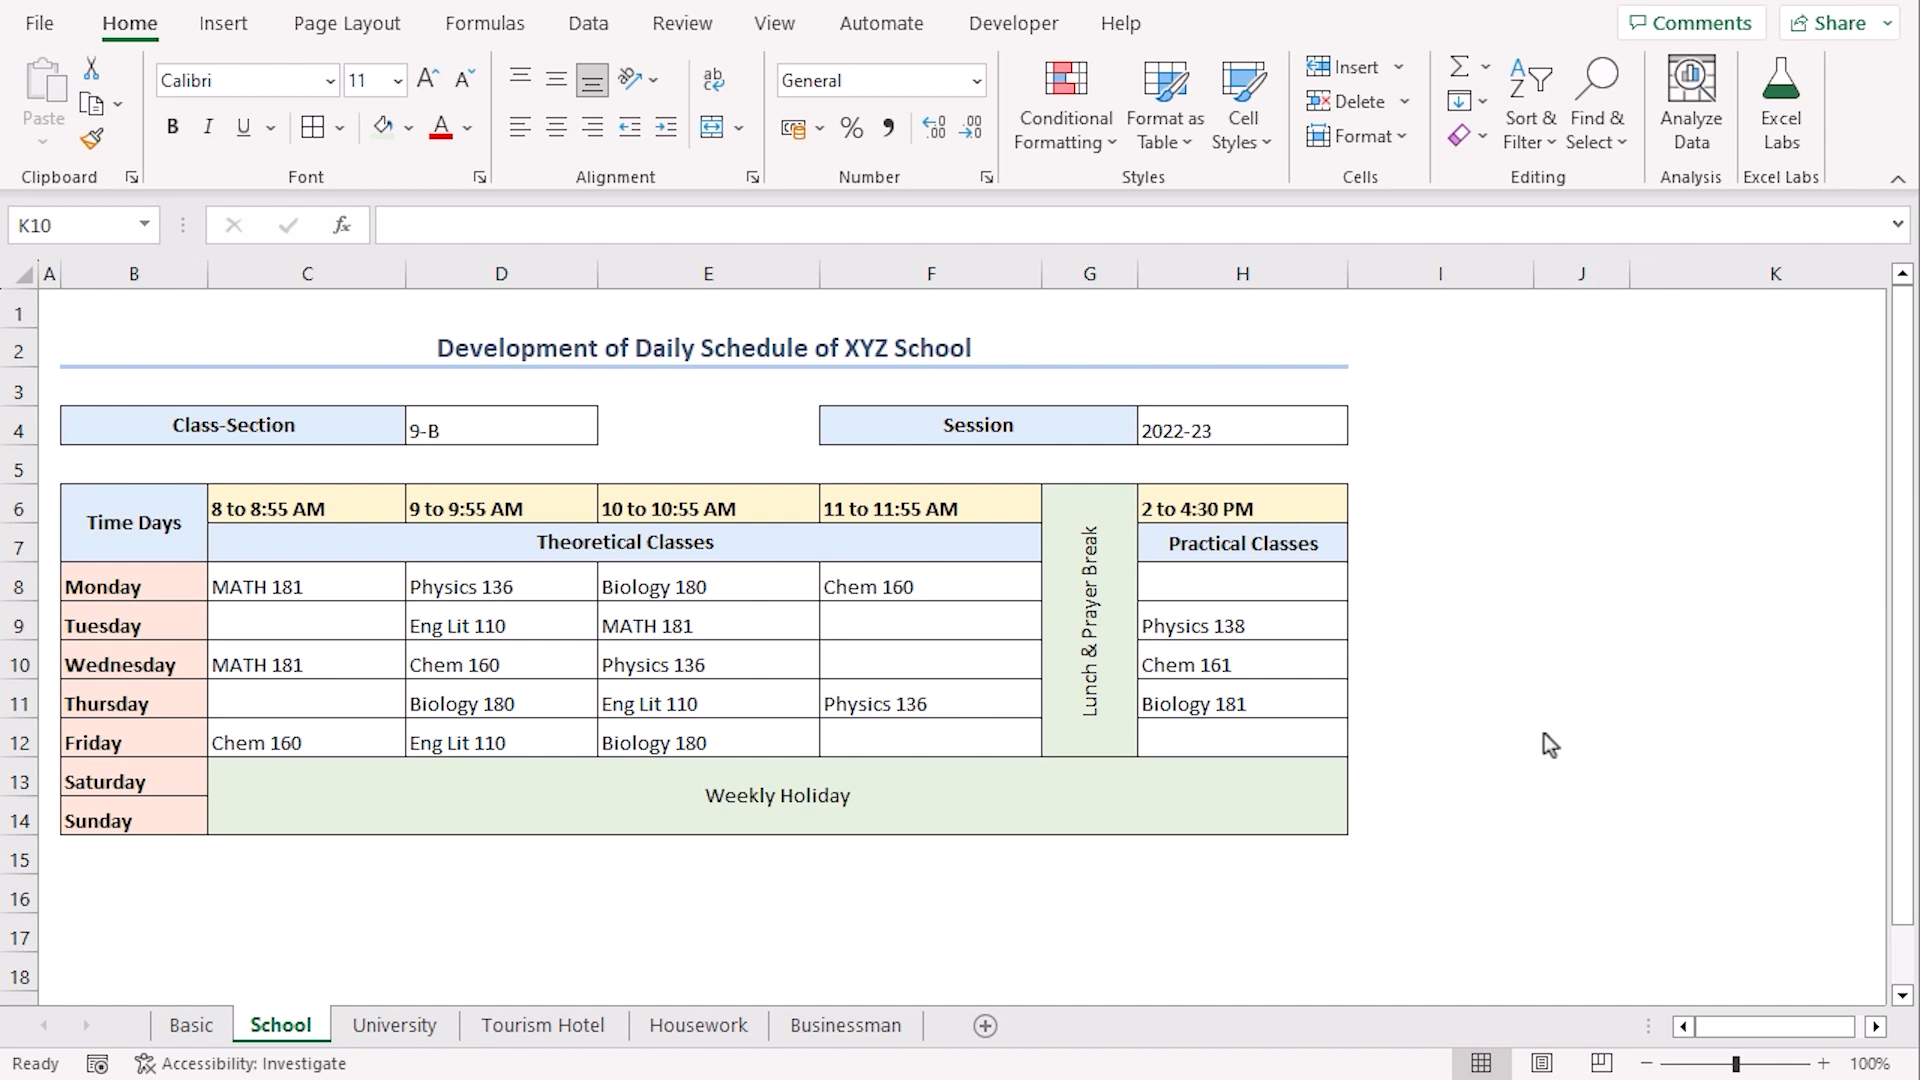 File Home Insert Page Layout Formulas Data Review View Automate Developer Help Comments Share
Calibri 11 General
Paste
Conditional Formatting Format as Table Cell Styles
Insert
Delete
Format
Sort & Filter Find & Select
Analyze Data
Excel Labs
Clipboard Font Alignment Number Styles Cells Editing Analysis Excel Labs
K10 fx
A B C D E F G H I J K
1
2 Development of Daily Schedule of XYZ School
3
4 Class-Section 9-B Session 2022-23
5
6 Time Days 8 to 8:55 AM 9 to 9:55 AM 10 to 10:55 AM 11 to 11:55 AM Lunch & Prayer Break 2 to 4:30 PM
7 Theoretical Classes Practical Classes
8 Monday MATH 181 Physics 136 Biology 180 Chem 160
9 Tuesday Eng Lit 110 MATH 181 Physics 138
10 Wednesday MATH 181 Chem 160 Physics 136 Chem 161
11 Thursday Biology 180 Eng Lit 110 Physics 136 Biology 181
12 Friday Chem 160 Eng Lit 110 Biology 180
13 Saturday Weekly Holiday
14 Sunday
15
16
17
18
Basic School University Tourism Hotel Housework Businessman
Ready Accessibility: Investigate 100%